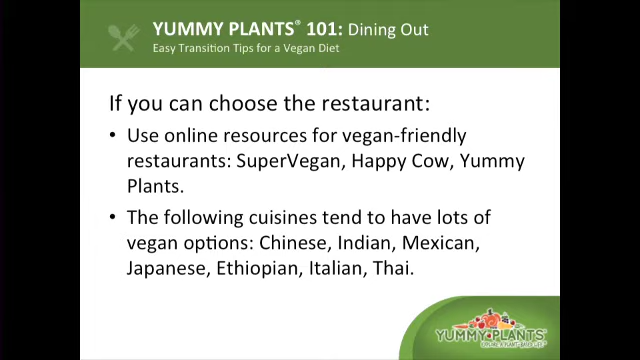 YUMMY PLANTS® 101: Dining Out
Easy Transition Tips for a Vegan Diet
If you can choose the restaurant:
• Use online resources for vegan-friendly
restaurants: SuperVegan, Happy Cow, Yummy
Plants.
• The following cuisines tend to have lots of
vegan options: Chinese, Indian, Mexican,
Japanese, Ethiopian, Italian, Thai.
YUMMY PLANTS